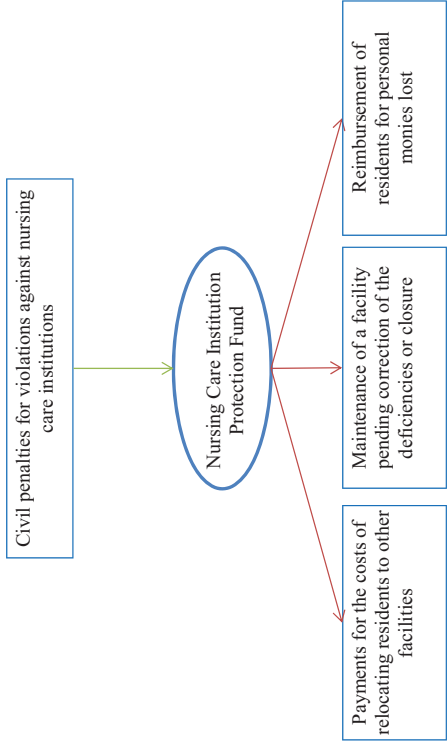 Civil penalties for violations against nursing
care institutions
Nursing Care Institution
Protection Fund
Payments for the costs of
relocating residents to other
facilities
Maintenance of a facility
pending correction of the
deficiencies or closure
Reimbursement of
residents for personal
monies lost